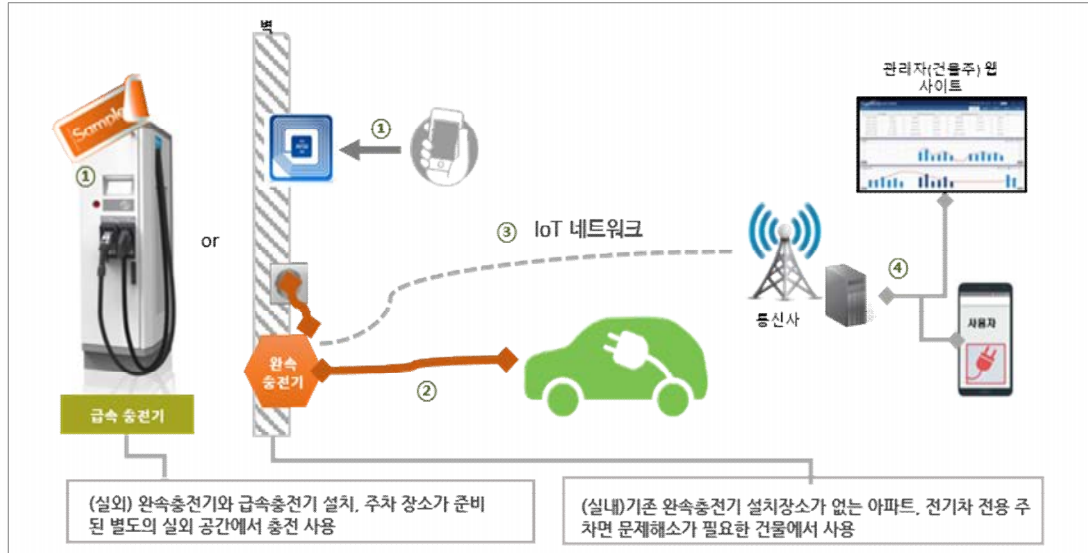 벽
관리자(건물주) 웹
사이트
Sample
①
①
or
③ IoT 네트워크
④
통신사
사용자
완속
충전기
②
급속 충전기
(실외) 완속충전기와 급속충전기 설치, 주차 장소가 준비
된 별도의 실외 공간에서 충전 사용
(실내)기존 완속충전기 설치장소가 없는 아파트, 전기차 전용 주
차면 문제해소가 필요한 건물에서 사용